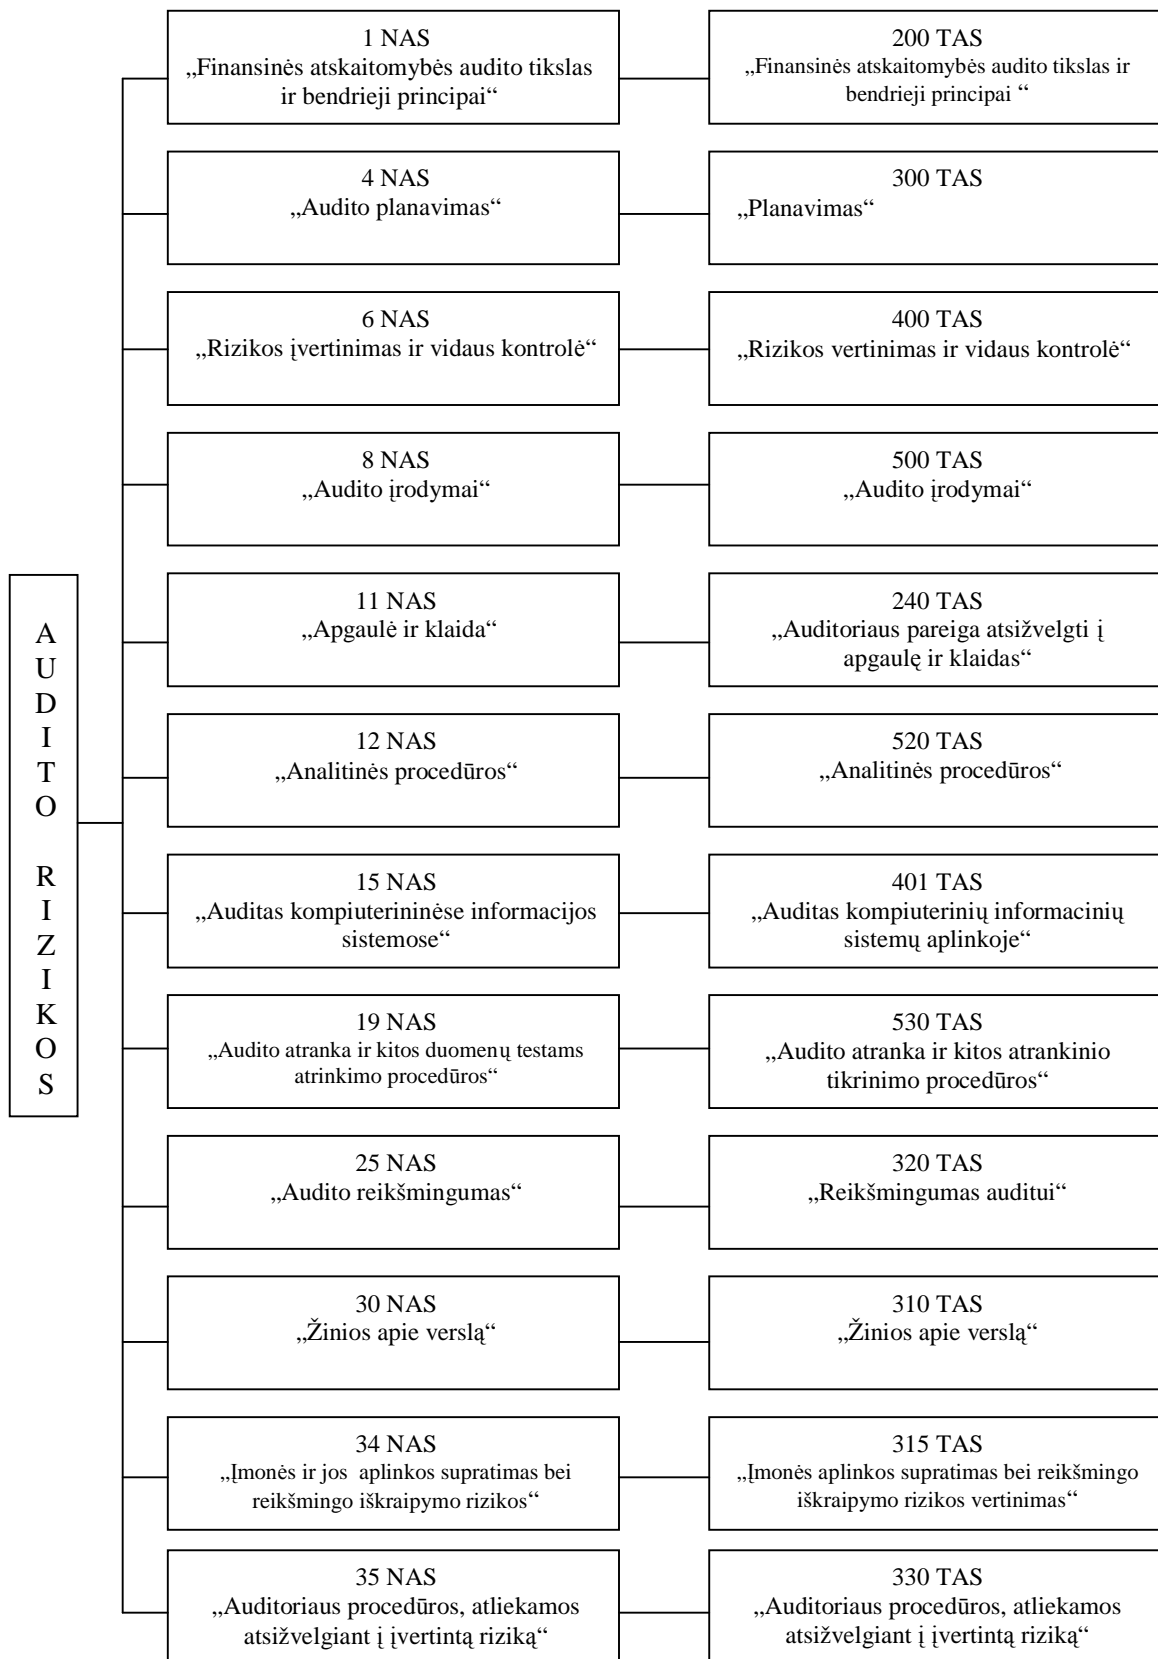 1 NAS
„Finansinės atskaitomybės audito tikslas
ir bendrieji principai“
200 TAS
„Finansinės atskaitomybės audito tikslas ir
bendrieji principai “
4 NAS
„Audito planavimas“
300 TAS
„Planavimas“
6 NAS
„Rizikos įvertinimas ir vidaus kontrolė“
400 TAS
„Rizikos vertinimas ir vidaus kontrolė“
8 NAS
„Audito įrodymai“
500 TAS
„Audito įrodymai“
AUDITO RIZIKOS
11 NAS
„Apgaulė ir klaida“
240 TAS
„Auditoriaus pareiga atsižvelgti į
apgaulę ir klaidas“
12 NAS
„Analitinės procedūros“
520 TAS
„Analitinės procedūros“
15 NAS
„Auditas kompiuterininėse informacijos
sistemose“
401 TAS
„Auditas kompiuterinių informacinių
sistemų aplinkoje“
19 NAS
„Audito atranka ir kitos duomenų testams
atrinkimo procedūros“
530 TAS
„Audito atranka ir kitos atrankinio
tikrinimo procedūros“
25 NAS
„Audito reikšmingumas“
320 TAS
„Reikšmingumas auditui“
30 NAS
„Žinios apie verslą“
310 TAS
„Žinios apie verslą“
34 NAS
„Įmonės ir jos  aplinkos supratimas bei
reikšmingo iškraipymo rizikos“
315 TAS
„Įmonės aplinkos supratimas bei reikšmingo
iškraipymo rizikos vertinimas“
35 NAS
„Auditoriaus procedūros, atliekamos
atsižvelgiant į įvertintą riziką“
330 TAS
„Auditoriaus procedūros, atliekamos
atsižvelgiant į įvertintą riziką“